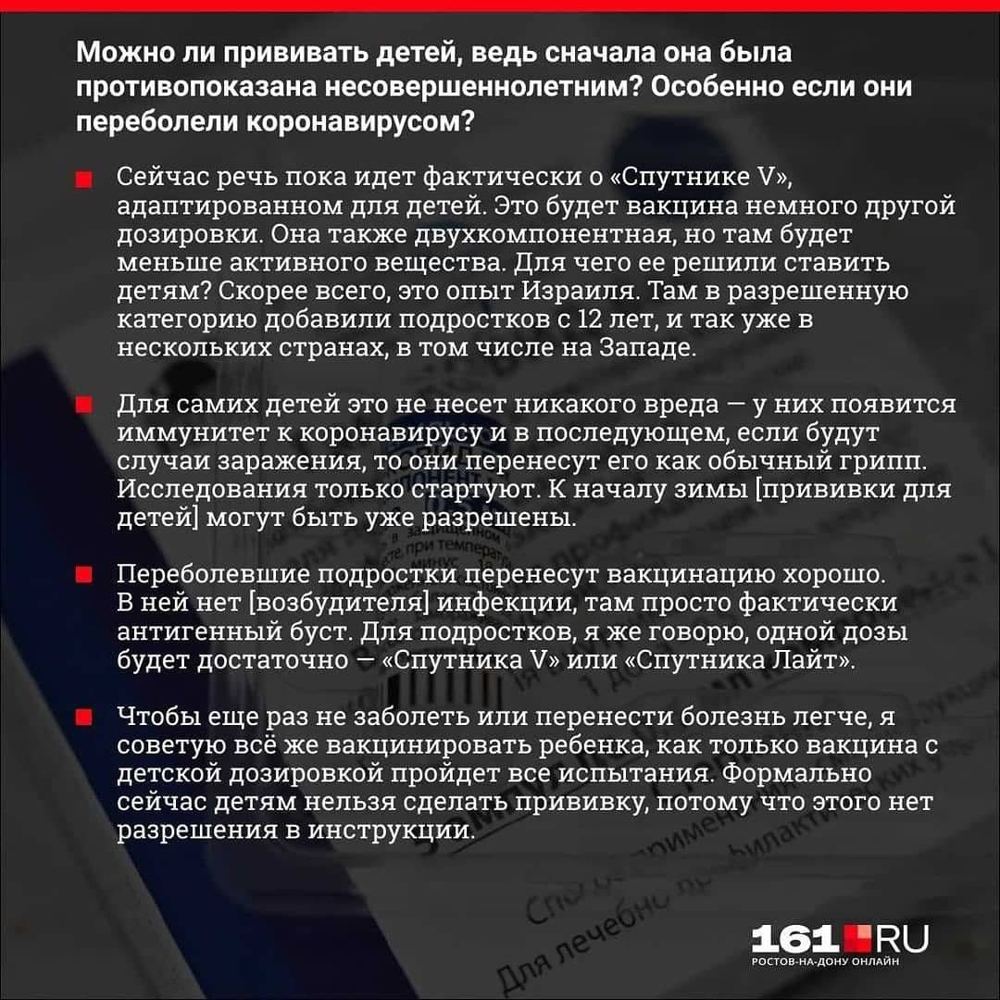 Можно ли прививать детей, ведь сначала она была
противопоказана несовершеннолетним? Особенно если они
переболели коронавирусом?
Сейчас речь пока идет фактически о «Спутнике V»,
адаптированном для детей. Это будет вакцина немного другой
дозировки. Она также двухкомпонентная, но там будет
меньше активного вещества. Для чего ее решили ставить
детям? Скорее всего, это опыт Израиля. Там в разрешенную
категорию добавили подростков с 12 лет, и так уже в
нескольких странах, в том числе на Западе.
Для самих детей это не несет никакого вреда — у них появится
иммунитет к коронавирусу и в последующем, если будут
случаи заражения, то они перенесут его как обычный грипп.
Исследования только стартуют. К началу зимы [прививки для
детей] могут быть уже разрешены.
Переболевшие подростки перенесут вакцинацию хорошо.
В ней нет [возбудителя] инфекции, там просто фактически
антигенный буст. Для подростков, я же говорю, одной дозы
будет достаточно — «Спутника V» или «Спутника Лайт».
Чтобы еще раз не заболеть или перенести болезнь легче, я
советую всё же вакцинировать ребенка, как только вакцина с
детской дозировкой пройдет все испытания. Формально
сейчас детям нельзя сделать прививку, потому что этого нет
разрешения в инструкции.
Для лечебно
161 RU
РОСТОВ-НА-ДОНУ ОНЛАЙН